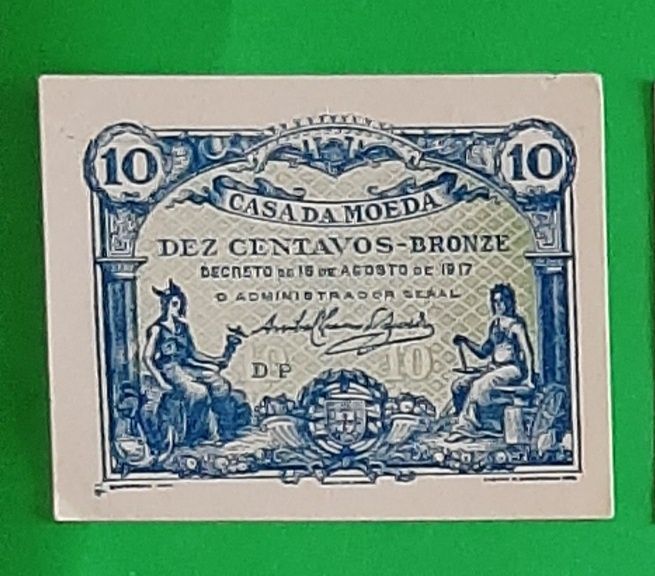 10 10
CASA DA MOEDA
DEZ CENTAVOS-BRONZE
DECRETO DE 15 DE AGOSTO DE 1917
O ADMINISTRADOR GERAL
DP 10 10